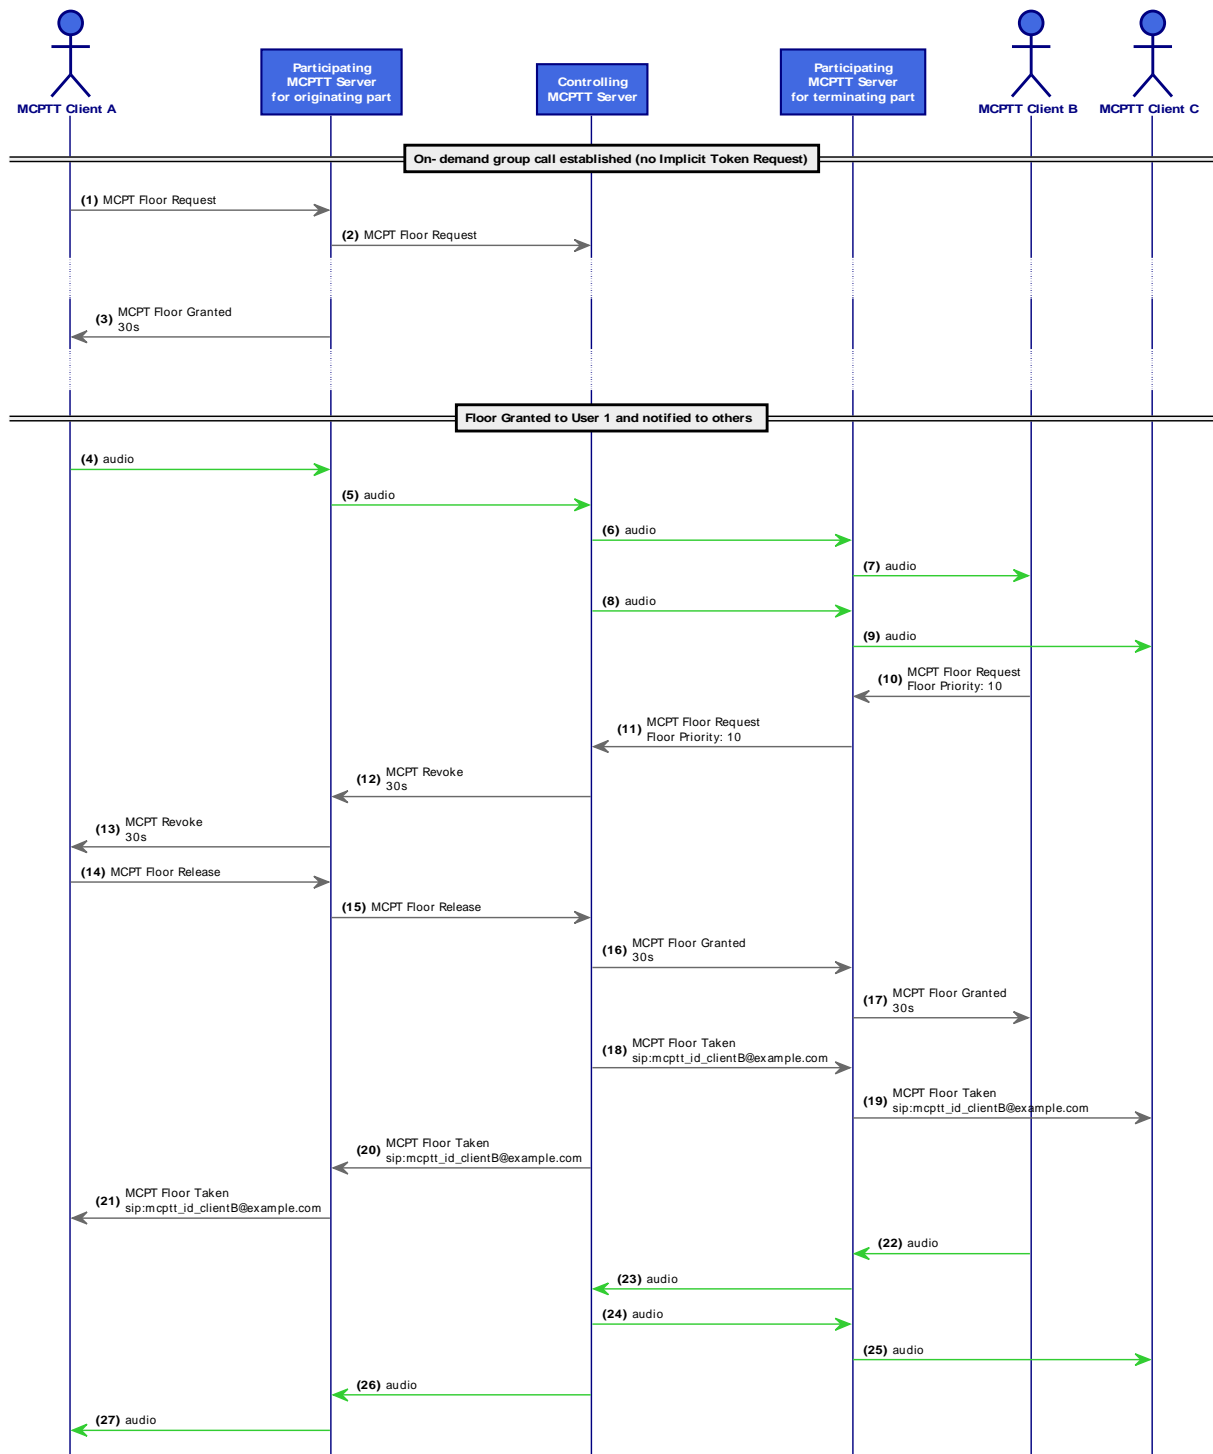 MCPTT Client A
Participating
MCPTT Server
for originating part
Controlling
MCPTT Server
Participating
MCPTT Server
for terminating part
MCPTT Client B
MCPTT Client C
On- demand group call established (no Implicit Token Request)
(1) MCPT Floor Request
(2) MCPT Floor Request
(3) MCPT Floor Granted
30s
Floor Granted to User 1 and notified to others
(4) audio
(5) audio
(6) audio
(7) audio
(8) audio
(9) audio
(10) MCPT Floor Request
Floor Priority: 10
(11) MCPT Floor Request
Floor Priority: 10
(12) MCPT Revoke
30s
(13) MCPT Revoke
30s
(14) MCPT Floor Release
(15) MCPT Floor Release
(16) MCPT Floor Granted
30s
(17) MCPT Floor Granted
30s
(18) MCPT Floor Taken
sip:mcptt_id_clientB@example.com
(19) MCPT Floor Taken
sip:mcptt_id_clientB@example.com
(20) MCPT Floor Taken
sip:mcptt_id_clientB@example.com
(21) MCPT Floor Taken
sip:mcptt_id_clientB@example.com
(22) audio
(23) audio
(24) audio
(25) audio
(26) audio
(27) audio